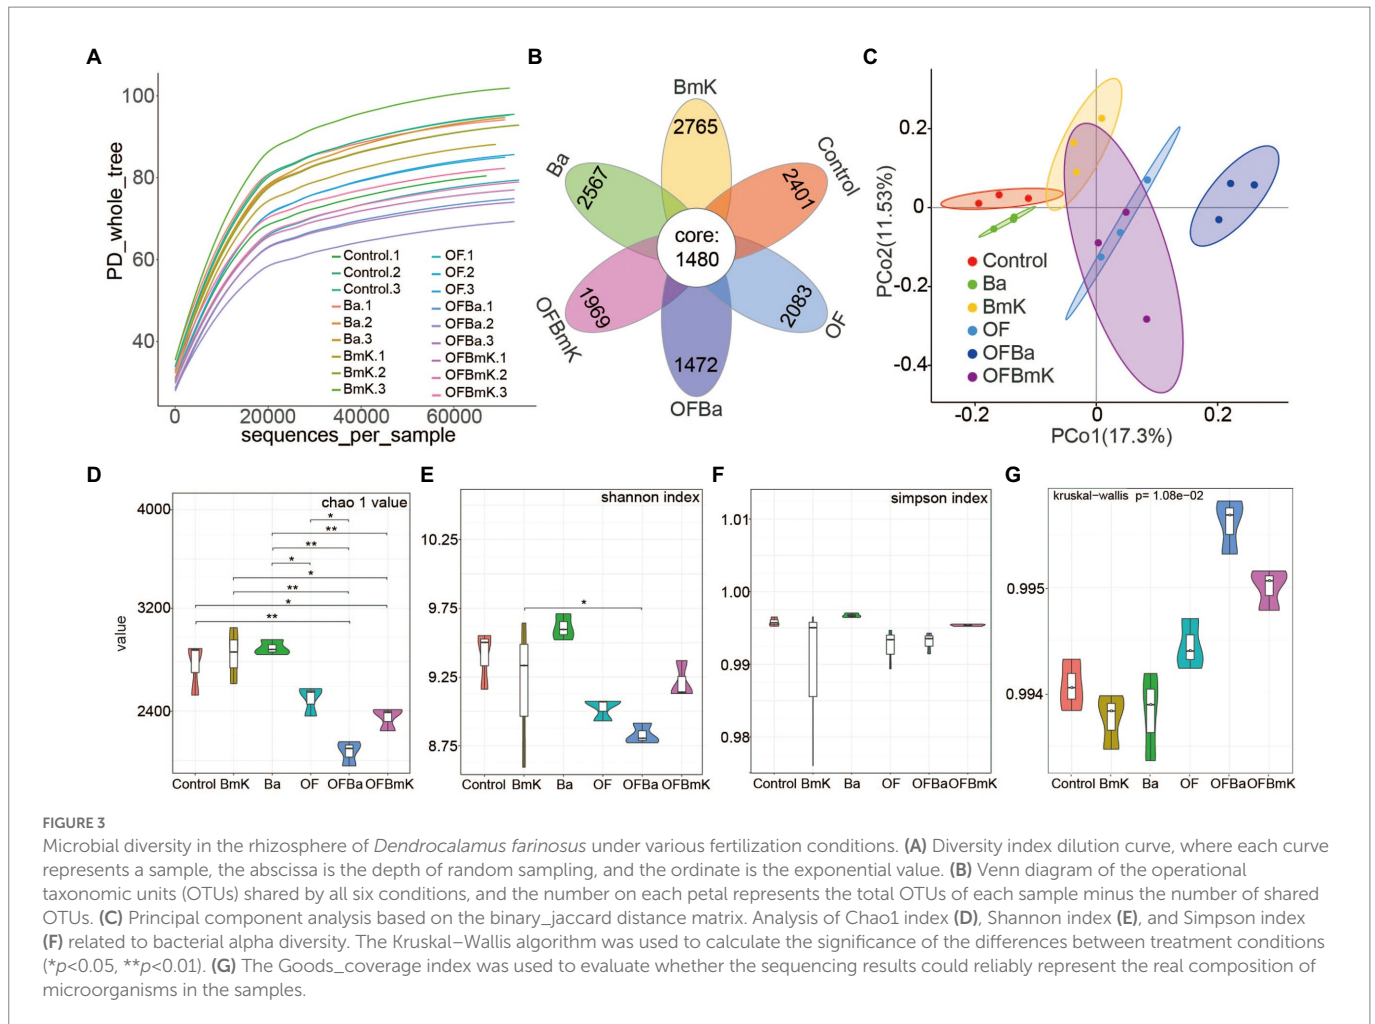 A
PD_whole_tree
100
80
60
40
0
20000
40000
60000
sequences_per_sample
Control.1
Control.2
Control.3
Ba.1
Ba.2
Ba.3
BmK.1
BmK.2
BmK.3
OF.1
OF.2
OF.3
OFBa.1
OFBa.2
OFBa.3
OFBmK.1
OFBmK.2
OFBmK.3
B
BmK
2765
Control
2401
OF
2083
OFBa
1472
OFBmK
1969
Ba
2567
core:
1480
C
PCo2(11.53%)
0.2
0
-0.2
-0.4
-0.2
0
0.2
PCo1(17.3%)
Control
Ba
BmK
OF
OFBa
OFBmK
D
chao 1 value
value
4000
3200
2400
*
**
**
*
*
**
*
**
Control BmK Ba OF OFBa OFBmK
E
shannon index
10.25
9.75
9.25
8.75
*
Control BmK Ba OF OFBa OFBmK
F
simpson index
1.01
1.00
0.99
0.98
Control BmK Ba OF OFBa OFBmK
G
kruskal-wallis p= 1.08e-02
0.995
0.994
Control BmK Ba OF OFBa OFBmK
FIGURE 3
Microbial diversity in the rhizosphere of Dendrocalamus farinosus under various fertilization conditions. (A) Diversity index dilution curve, where each curve
represents a sample, the abscissa is the depth of random sampling, and the ordinate is the exponential value. (B) Venn diagram of the operational
taxonomic units (OTUs) shared by all six conditions, and the number on each petal represents the total OTUs of each sample minus the number of shared
OTUs. (C) Principal component analysis based on the binary_jaccard distance matrix. Analysis of Chao1 index (D), Shannon index (E), and Simpson index
(F) related to bacterial alpha diversity. The Kruskal–Wallis algorithm was used to calculate the significance of the differences between treatment conditions
(*p<0.05, **p<0.01). (G) The Goods_coverage index was used to evaluate whether the sequencing results could reliably represent the real composition of
microorganisms in the samples.